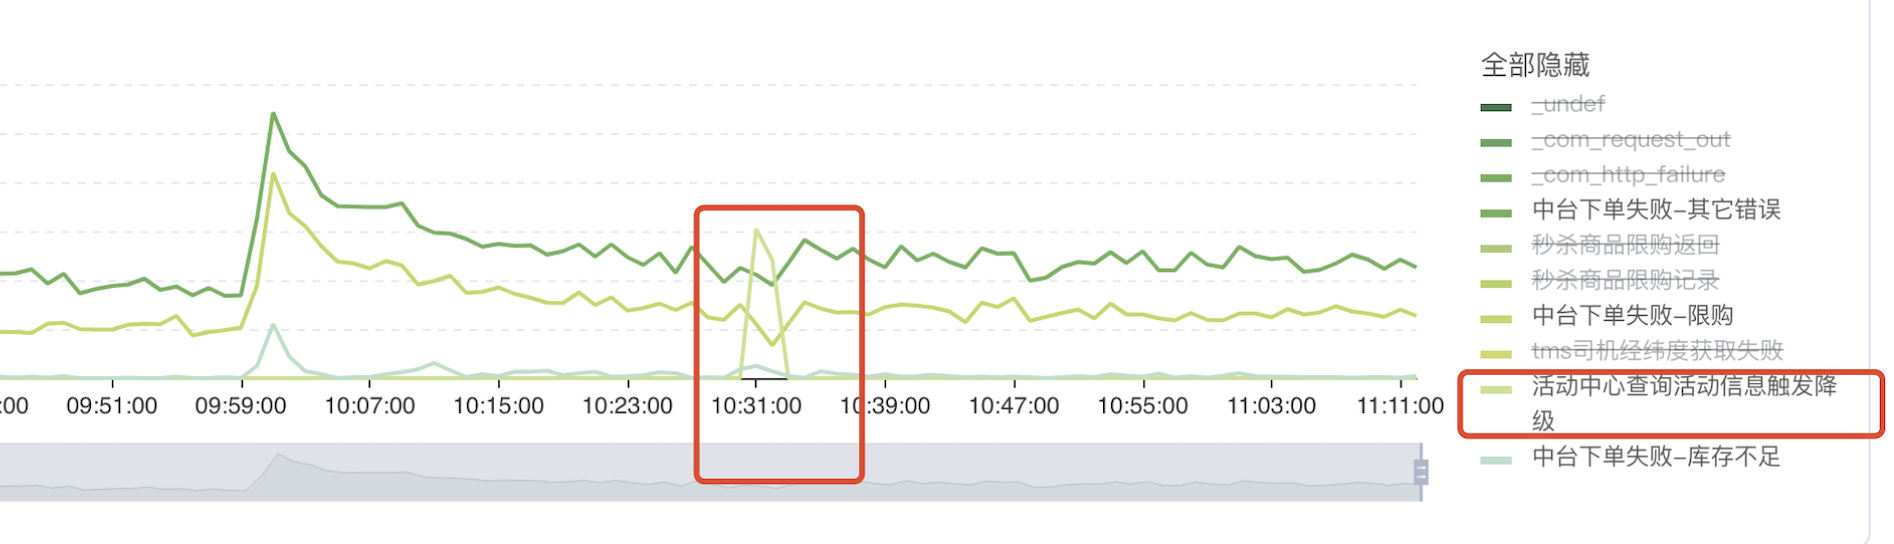 全部隐藏
_undef
_com_request_out
_com_http_failure
中台下单失败-其它错误
秒杀商品限购返回
秒杀商品限购记录
中台下单失败-限购
tms司机经纬度获取失败
活动中心查询活动信息触发降
级
中台下单失败-库存不足
:00 09:51:00 09:59:00 10:07:00 10:15:00 10:23:00 10:31:00 10:39:00 10:47:00 10:55:00 11:03:00 11:11:00